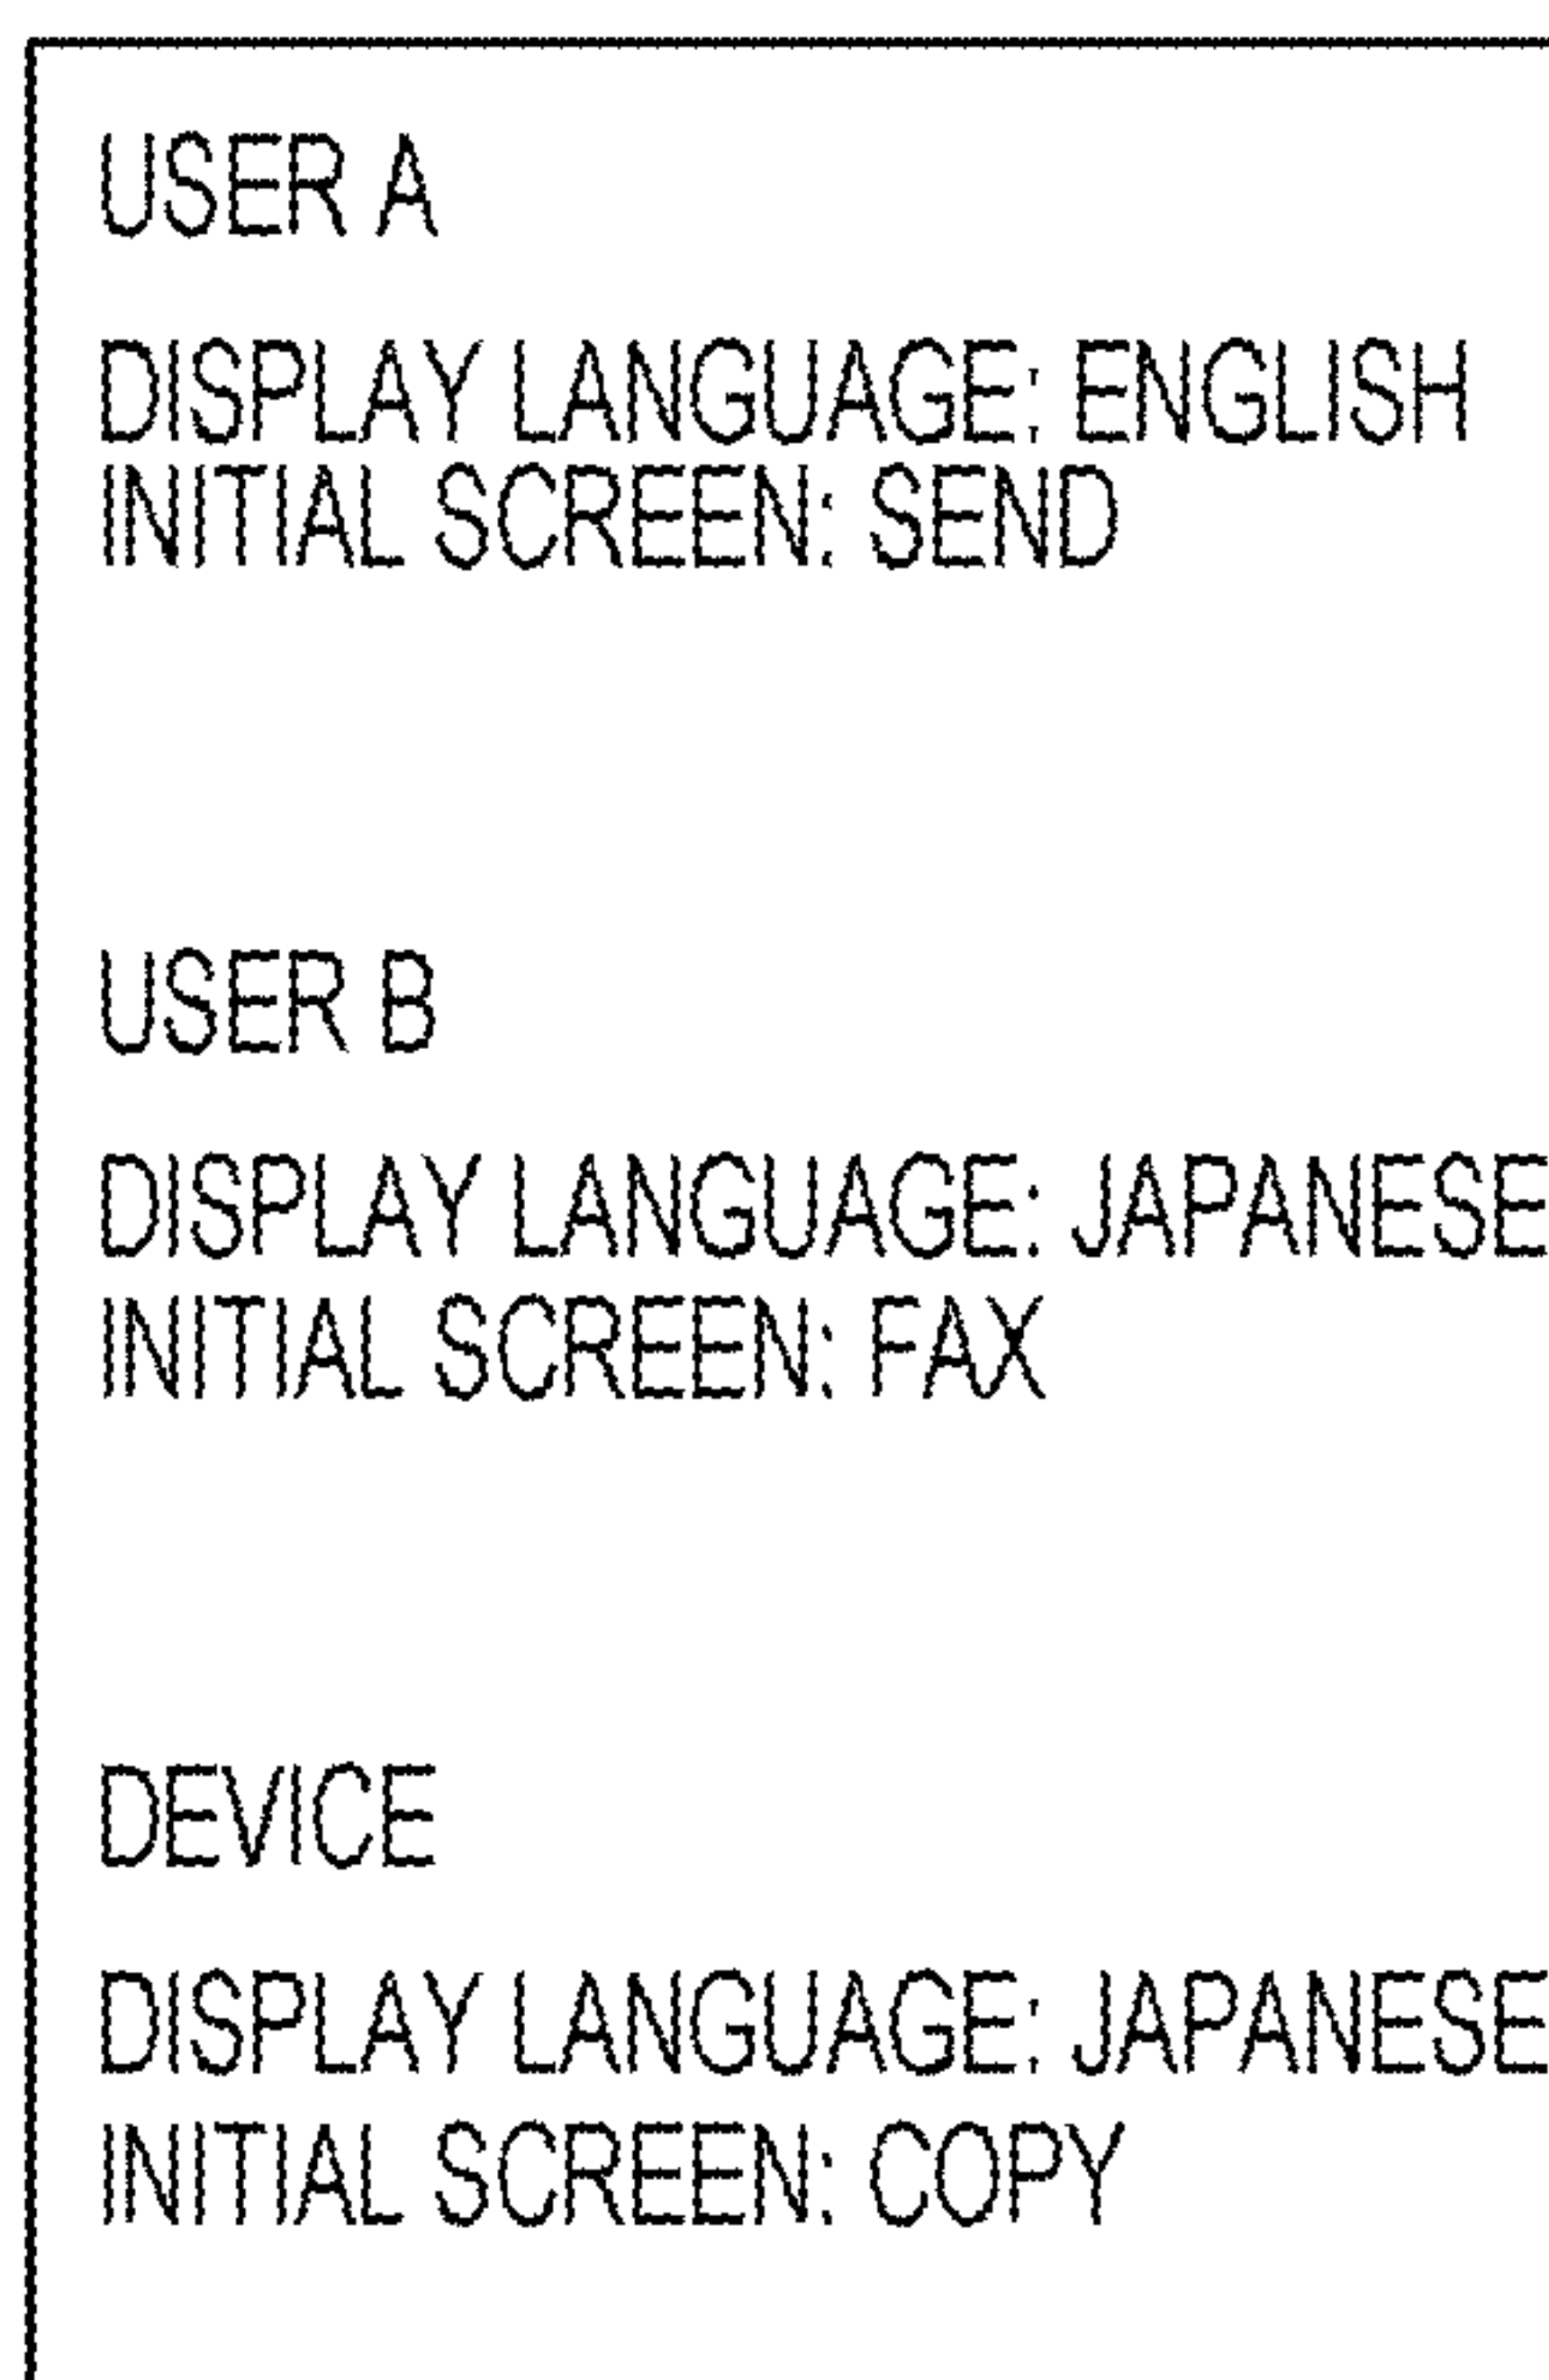 USER A
DISPLAY LANGUAGE: ENGLISH
INITIAL SCREEN: SEND
USER B
DISPLAY LANGUAGE: JAPANESE
INITIAL SCREEN: FAX
DEVICE
DISPLAY LANGUAGE: JAPANESE
INITIAL SCREEN: COPY